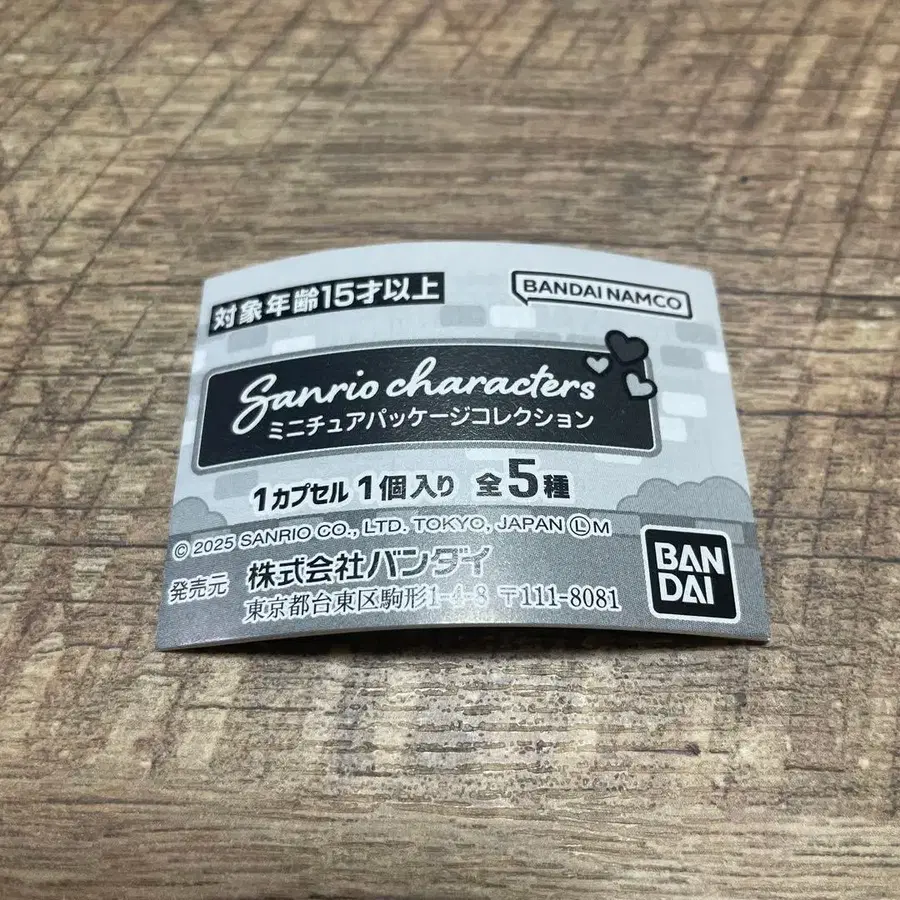 対象年齢15才以上
BANDAI NAMCO
Sanrio characters
ミニチュアパッケージコレクション
1カプセル1個入り 全5種
© 2025 SANRIO CO., LTD. TOKYO, JAPAN Ⓛ M
発売元 株式会社バンダイ
東京都台東区駒形1-4-8 〒111-8081
BAN
DAI